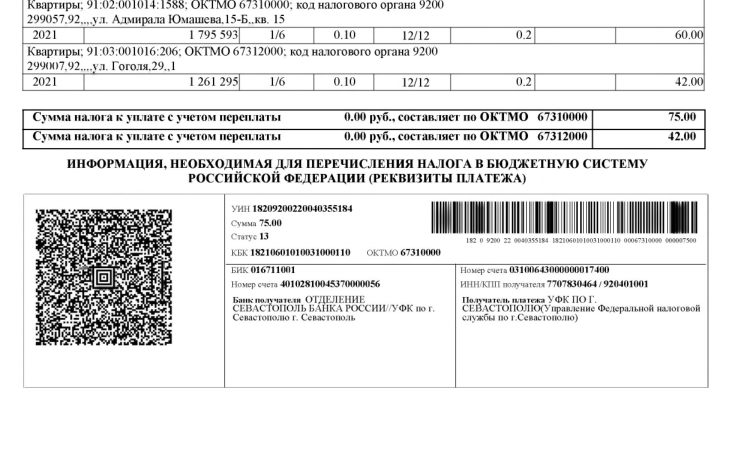 Квартиры; 91:02:001014:1588; ОКТМО 67310000; код налогового органа 9200
299057,92,,,,ул. Адмирала Юмашева,15-Б,,кв. 15
2021 1 795 593 1/6 0.10 12/12 0.2 60.00
Квартиры; 91:03:001016:206; ОКТМО 67312000; код налогового органа 9200
299007,92,,,,ул. Гоголя,29,,1
2021 1 261 295 1/6 0.10 12/12 0.2 42.00
Сумма налога к уплате с учетом переплаты 0.00 руб., составляет по ОКТМО 67310000 75.00
Сумма налога к уплате с учетом переплаты 0.00 руб., составляет по ОКТМО 67312000 42.00
ИНФОРМАЦИЯ, НЕОБХОДИМАЯ ДЛЯ ПЕРЕЧИСЛЕНИЯ НАЛОГА В БЮДЖЕТНУЮ СИСТЕМУ
РОССИЙСКОЙ ФЕДЕРАЦИИ (РЕКВИЗИТЫ ПЛАТЕЖА)
УИН 18209200220040355184
Сумма 75.00
Статус 13
КБК 18210601010031000110 ОКТМО 67310000
182 0 9200 22 0040355184 18210601010031000110 00067310000 000000007500
БИК 016711001
Номер счета 40102810045370000056
Банк получателя ОТДЕЛЕНИЕ
СЕВАСТОПОЛЬ БАНКА РОССИИ//УФК по г.
Севастополю г. Севастополь
Номер счета 03100643000000017400
ИНН/КПП получателя 7707830464 / 920401001
Получатель платежа УФК ПО Г.
СЕВАСТОПОЛЮ(Управление Федеральной налоговой
службы по г.Севастополю)